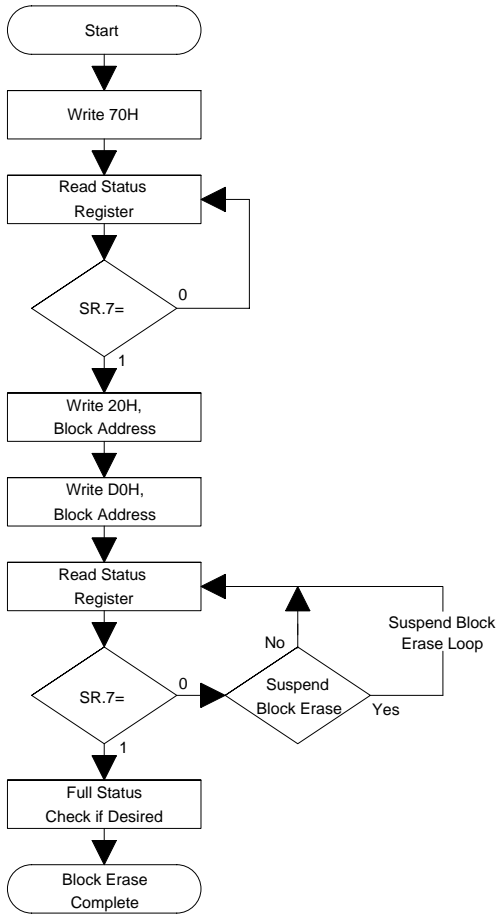 Start
Write 70H
Read Status
Register
SR.7=
0
1
Write 20H,
Block Address
Write D0H,
Block Address
Read Status
Register
Suspend Block
Erase Loop
No
SR.7=
0
Suspend
Block Erase
Yes
1
Full Status
Check if Desired
Block Erase
Complete